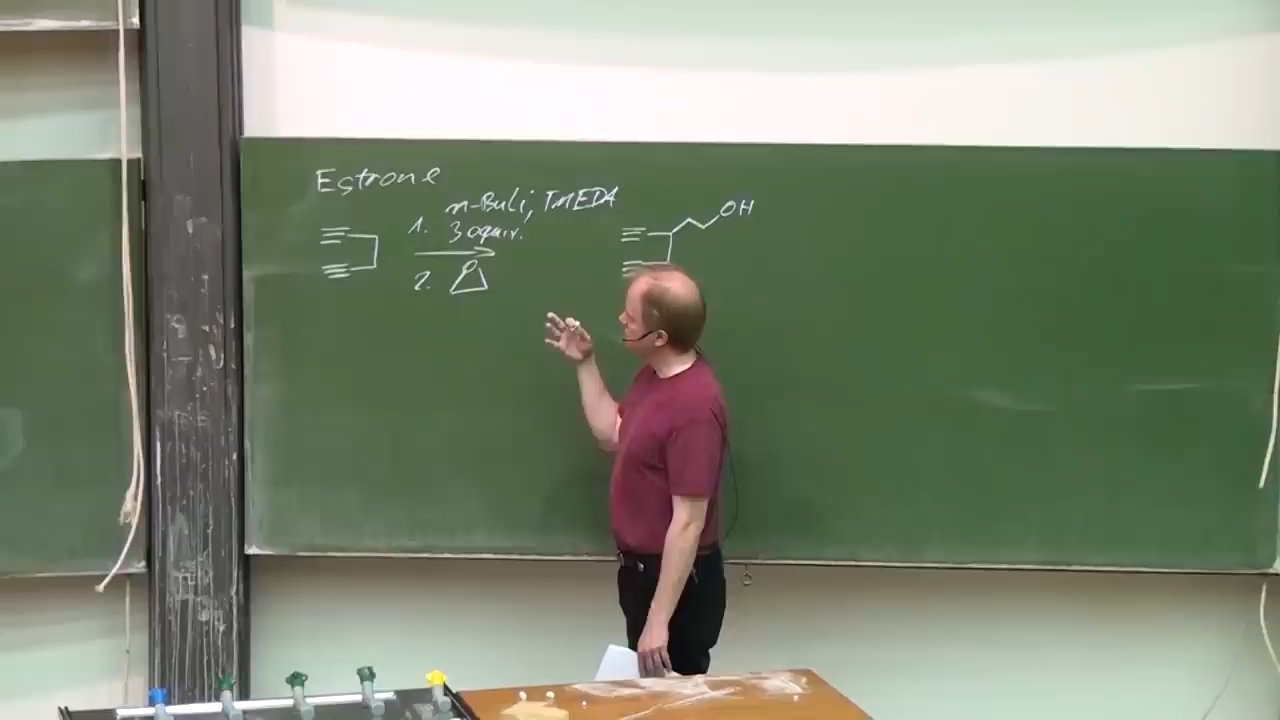 Estrone
n-BuLi, TMEDA
1. 3 equiv.
2. O
OH